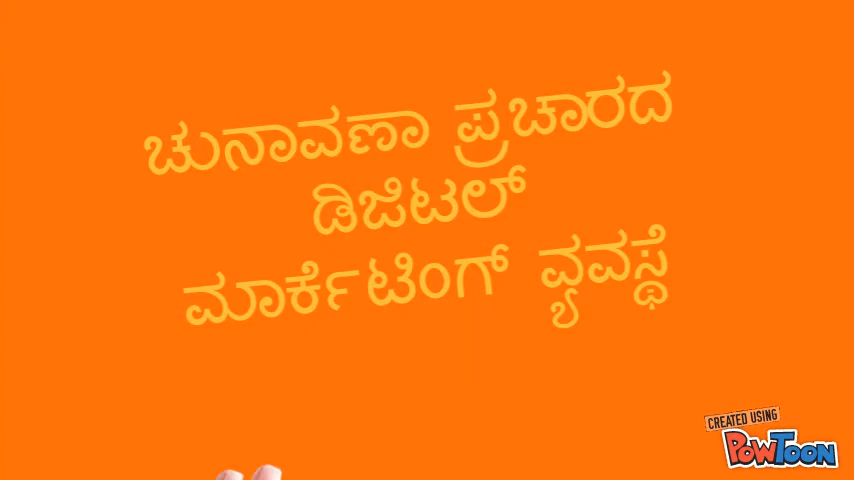 ಚುನಾವಣಾ ಪ್ರಚಾರದ
ಡಿಜಿಟಲ್
ಮಾರ್ಕೆಟಿಂಗ್ ವ್ಯವಸ್ಥೆ
CREATED USING
POWTOON